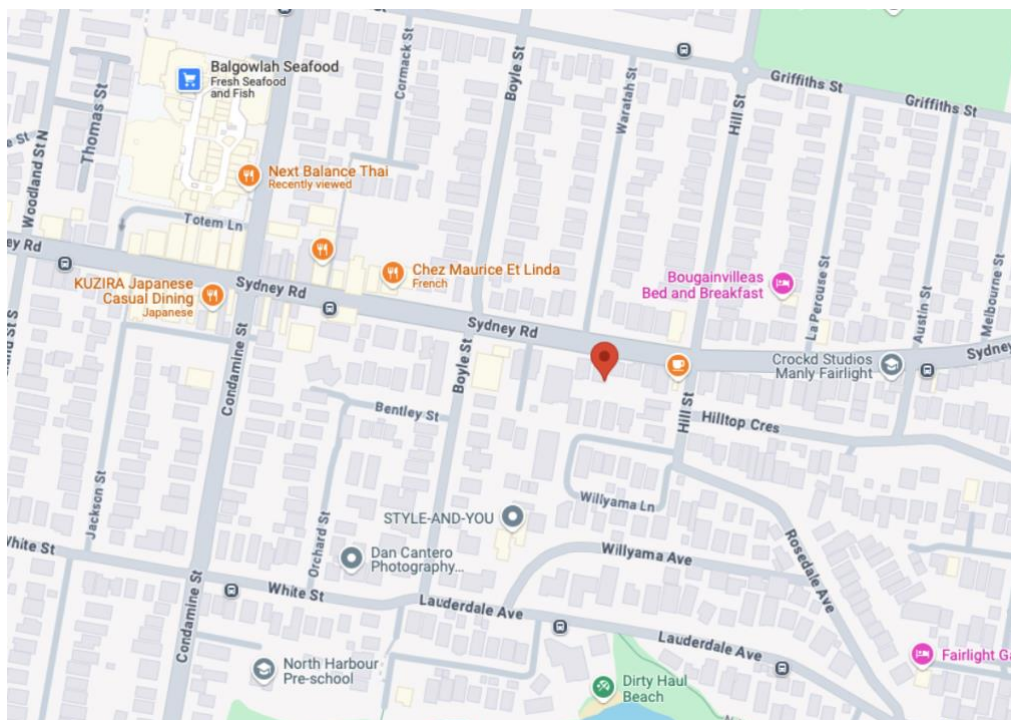 Balgowlah Seafood
Fresh Seafood
and Fish
Cormack St
Boyle St
Griffiths St
Griffiths St
Waratah St
Hill St
Thomas St
Woodland St N
Next Balance Thai
Recently viewed
Totem Ln
Chez Maurice Et Linda
French
Bougainvilleas
Bed and Breakfast
La Perouse St
Austin St
Melbourne St
KUZIRA Japanese
Casual Dining
Japanese
Sydney Rd
Sydney Rd
Crockd Studios
Manly Fairlight
Sydney
Condamine St
Boyle St
Bentley St
Hill St
Hilltop Cres
Jackson St
Orchard St
STYLE-AND-YOU
Willyama Ln
Dan Cantero
Photography...
Willyama Ave
Rosedale Ave
White St
White St
Lauderdale Ave
Lauderdale Ave
Condamine St
North Harbour
Pre-school
Dirty Haul
Beach
Fairlight Ga